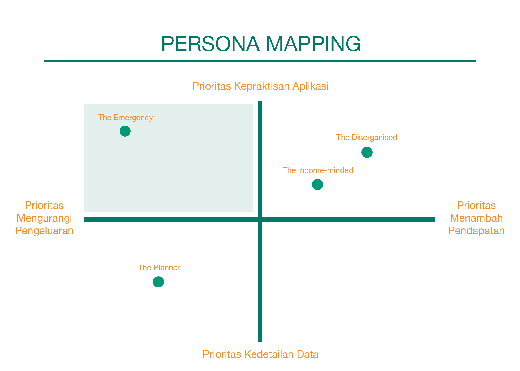 PERSONA MAPPING
Prioritas Kepraktisan Aplikasi
The Emergency
The Disorganised
The Income-minded
Prioritas
Mengurangi
Pengeluaran
Prioritas
Menambah
Pendapatan
The Planner
Prioritas Kedetailan Data